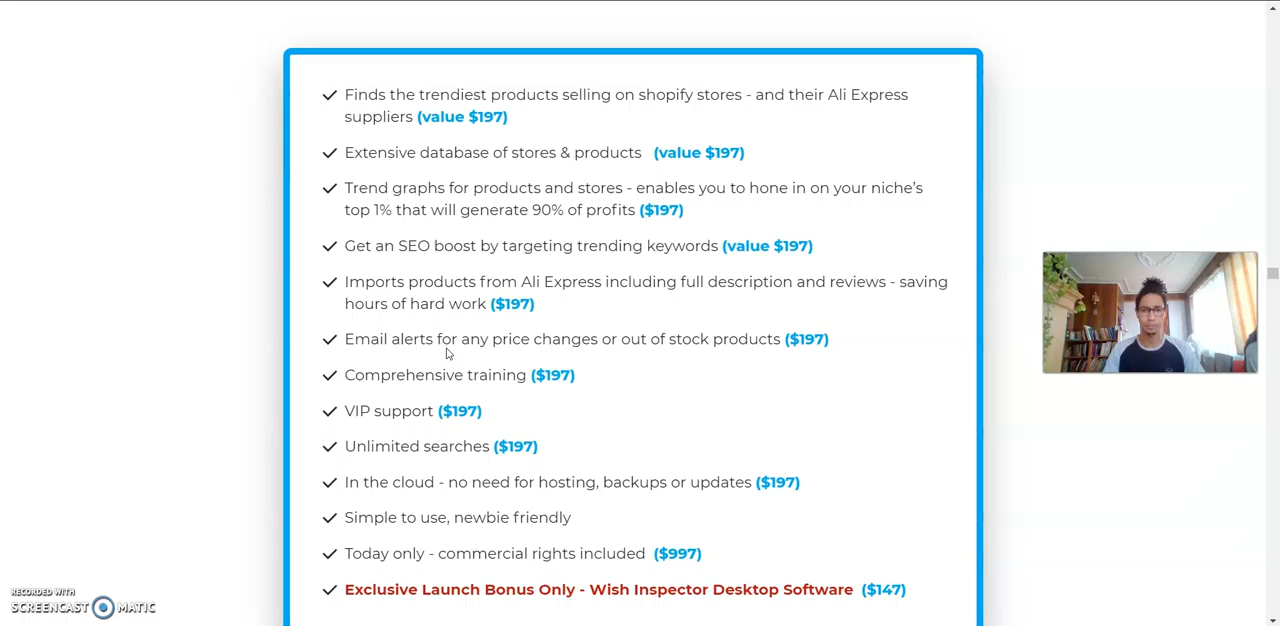 Finds the trendiest products selling on shopify stores - and their Ali Express
suppliers (value $197)
Extensive database of stores & products (value $197)
Trend graphs for products and stores - enables you to hone in on your niche's
top 1% that will generate 90% of profits ($197)
Get an SEO boost by targeting trending keywords (value $197)
Imports products from Ali Express including full description and reviews - saving
hours of hard work ($197)
Email alerts for any price changes or out of stock products ($197)
Comprehensive training ($197)
VIP support ($197)
Unlimited searches ($197)
In the cloud - no need for hosting, backups or updates ($197)
Simple to use, newbie friendly
Today only - commercial rights included ($997)
Exclusive Launch Bonus Only - Wish Inspector Desktop Software ($147)
RECORDED WITH
SCREENCAST MATIC